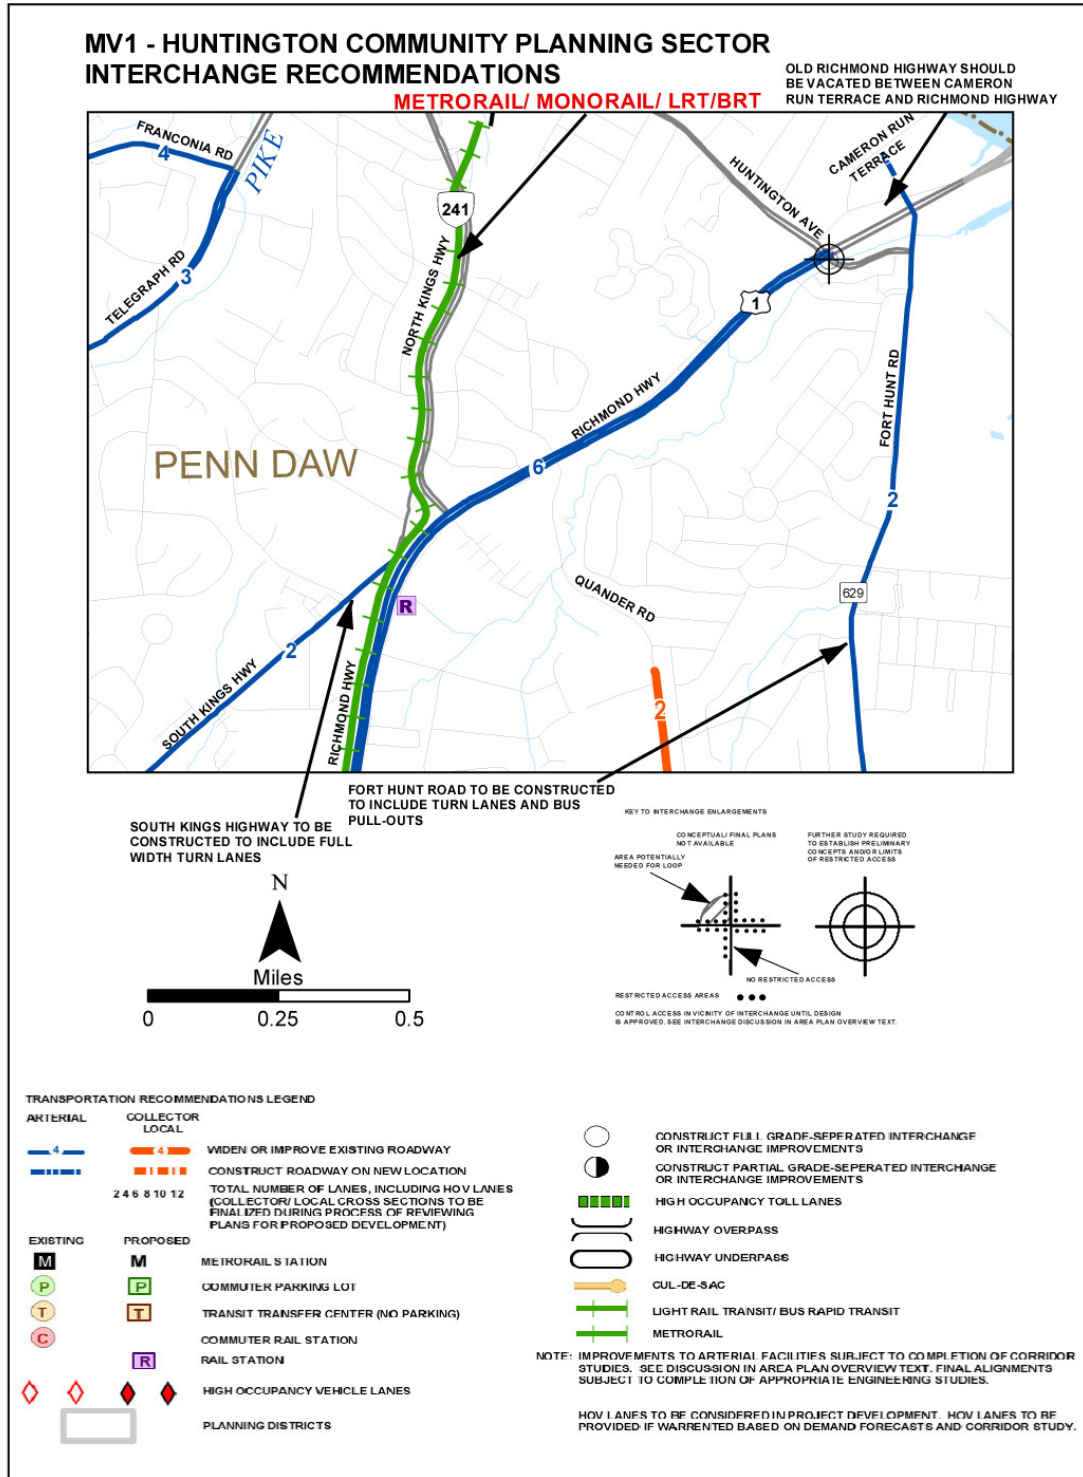 MV1 - HUNTINGTON COMMUNITY PLANNING SECTOR
INTERCHANGE RECOMMENDATIONS
METRORAIL/ MONORAIL/ LRT/BRT
OLD RICHMOND HIGHWAY SHOULD
BE VACATED BETWEEN CAMERON
RUN TERRACE AND RICHMOND HIGHWAY
FRANCONIA RD
4
PIKE
CAMERON RUN
TERRACE
HUNTINGTON AVE
241
TELEGRAPH RD
3
NORTH KINGS HWY
1
RICHMOND HWY
FORT HUNT RD
PENN DAW
6
2
QUANDER RD
629
R
SOUTH KINGS HWY
2
RICHMOND HWY
2
FORT HUNT ROAD TO BE CONSTRUCTED
TO INCLUDE TURN LANES AND BUS
PULL-OUTS
SOUTH KINGS HIGHWAY TO BE
CONSTRUCTED TO INCLUDE FULL
WIDTH TURN LANES
KEY TO INTERCHANGE ENLARGEMENTS
CONCEPTUAL/ FINAL PLANS
NOT AVAILABLE
FURTHER STUDY REQUIRED
TO ESTABLISH PRELIMINARY
CONCEPTS AND/OR LIMITS
OF RESTRICTED ACCESS
AREA POTENTIALLY
NEEDED FOR LOOP
NO RESTRICTED ACCESS
RESTRICTED ACCESS AREAS
CONTROL ACCESS IN VICINITY OF INTERCHANGE UNTIL DESIGN
IS APPROVED. SEE INTERCHANGE DISCUSSION IN AREA PLAN OVERVIEW TEXT.
N
Miles
0 0.25 0.5
TRANSPORTATION RECOMMENDATIONS LEGEND
ARTERIAL COLLECTOR
LOCAL
4 4 WIDEN OR IMPROVE EXISTING ROADWAY
CONSTRUCT ROADWAY ON NEW LOCATION
2 4 6 8 10 12 TOTAL NUMBER OF LANES, INCLUDING HOV LANES
(COLLECTOR/ LOCAL CROSS SECTIONS TO BE
FINALIZED DURING PROCESS OF REVIEWING
PLANS FOR PROPOSED DEVELOPMENT)
EXISTING PROPOSED
M M METRORAIL STATION
P P COMMUTER PARKING LOT
T T TRANSIT TRANSFER CENTER (NO PARKING)
C COMMUTER RAIL STATION
R RAIL STATION
HIGH OCCUPANCY VEHICLE LANES
PLANNING DISTRICTS
CONSTRUCT FULL GRADE-SEPERATED INTERCHANGE
OR INTERCHANGE IMPROVEMENTS
CONSTRUCT PARTIAL GRADE-SEPERATED INTERCHANGE
OR INTERCHANGE IMPROVEMENTS
HIGH OCCUPANCY TOLL LANES
HIGHWAY OVERPASS
HIGHWAY UNDERPASS
CUL-DE-SAC
LIGHT RAIL TRANSIT/ BUS RAPID TRANSIT
METRORAIL
NOTE: IMPROVEMENTS TO ARTERIAL FACILITIES SUBJECT TO COMPLETION OF CORRIDOR
STUDIES. SEE DISCUSSION IN AREA PLAN OVERVIEW TEXT. FINAL ALIGNMENTS
SUBJECT TO COMPLETION OF APPROPRIATE ENGINEERING STUDIES.
HOV LANES TO BE CONSIDERED IN PROJECT DEVELOPMENT. HOV LANES TO BE
PROVIDED IF WARRENTED BASED ON DEMAND FORECASTS AND CORRIDOR STUDY.